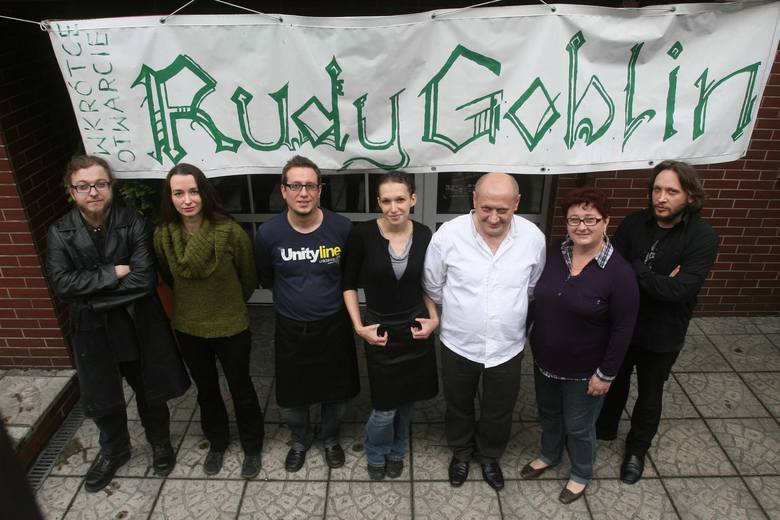 WKRÓTCE
OTWARCIE
Rudy Goblin
Unityline